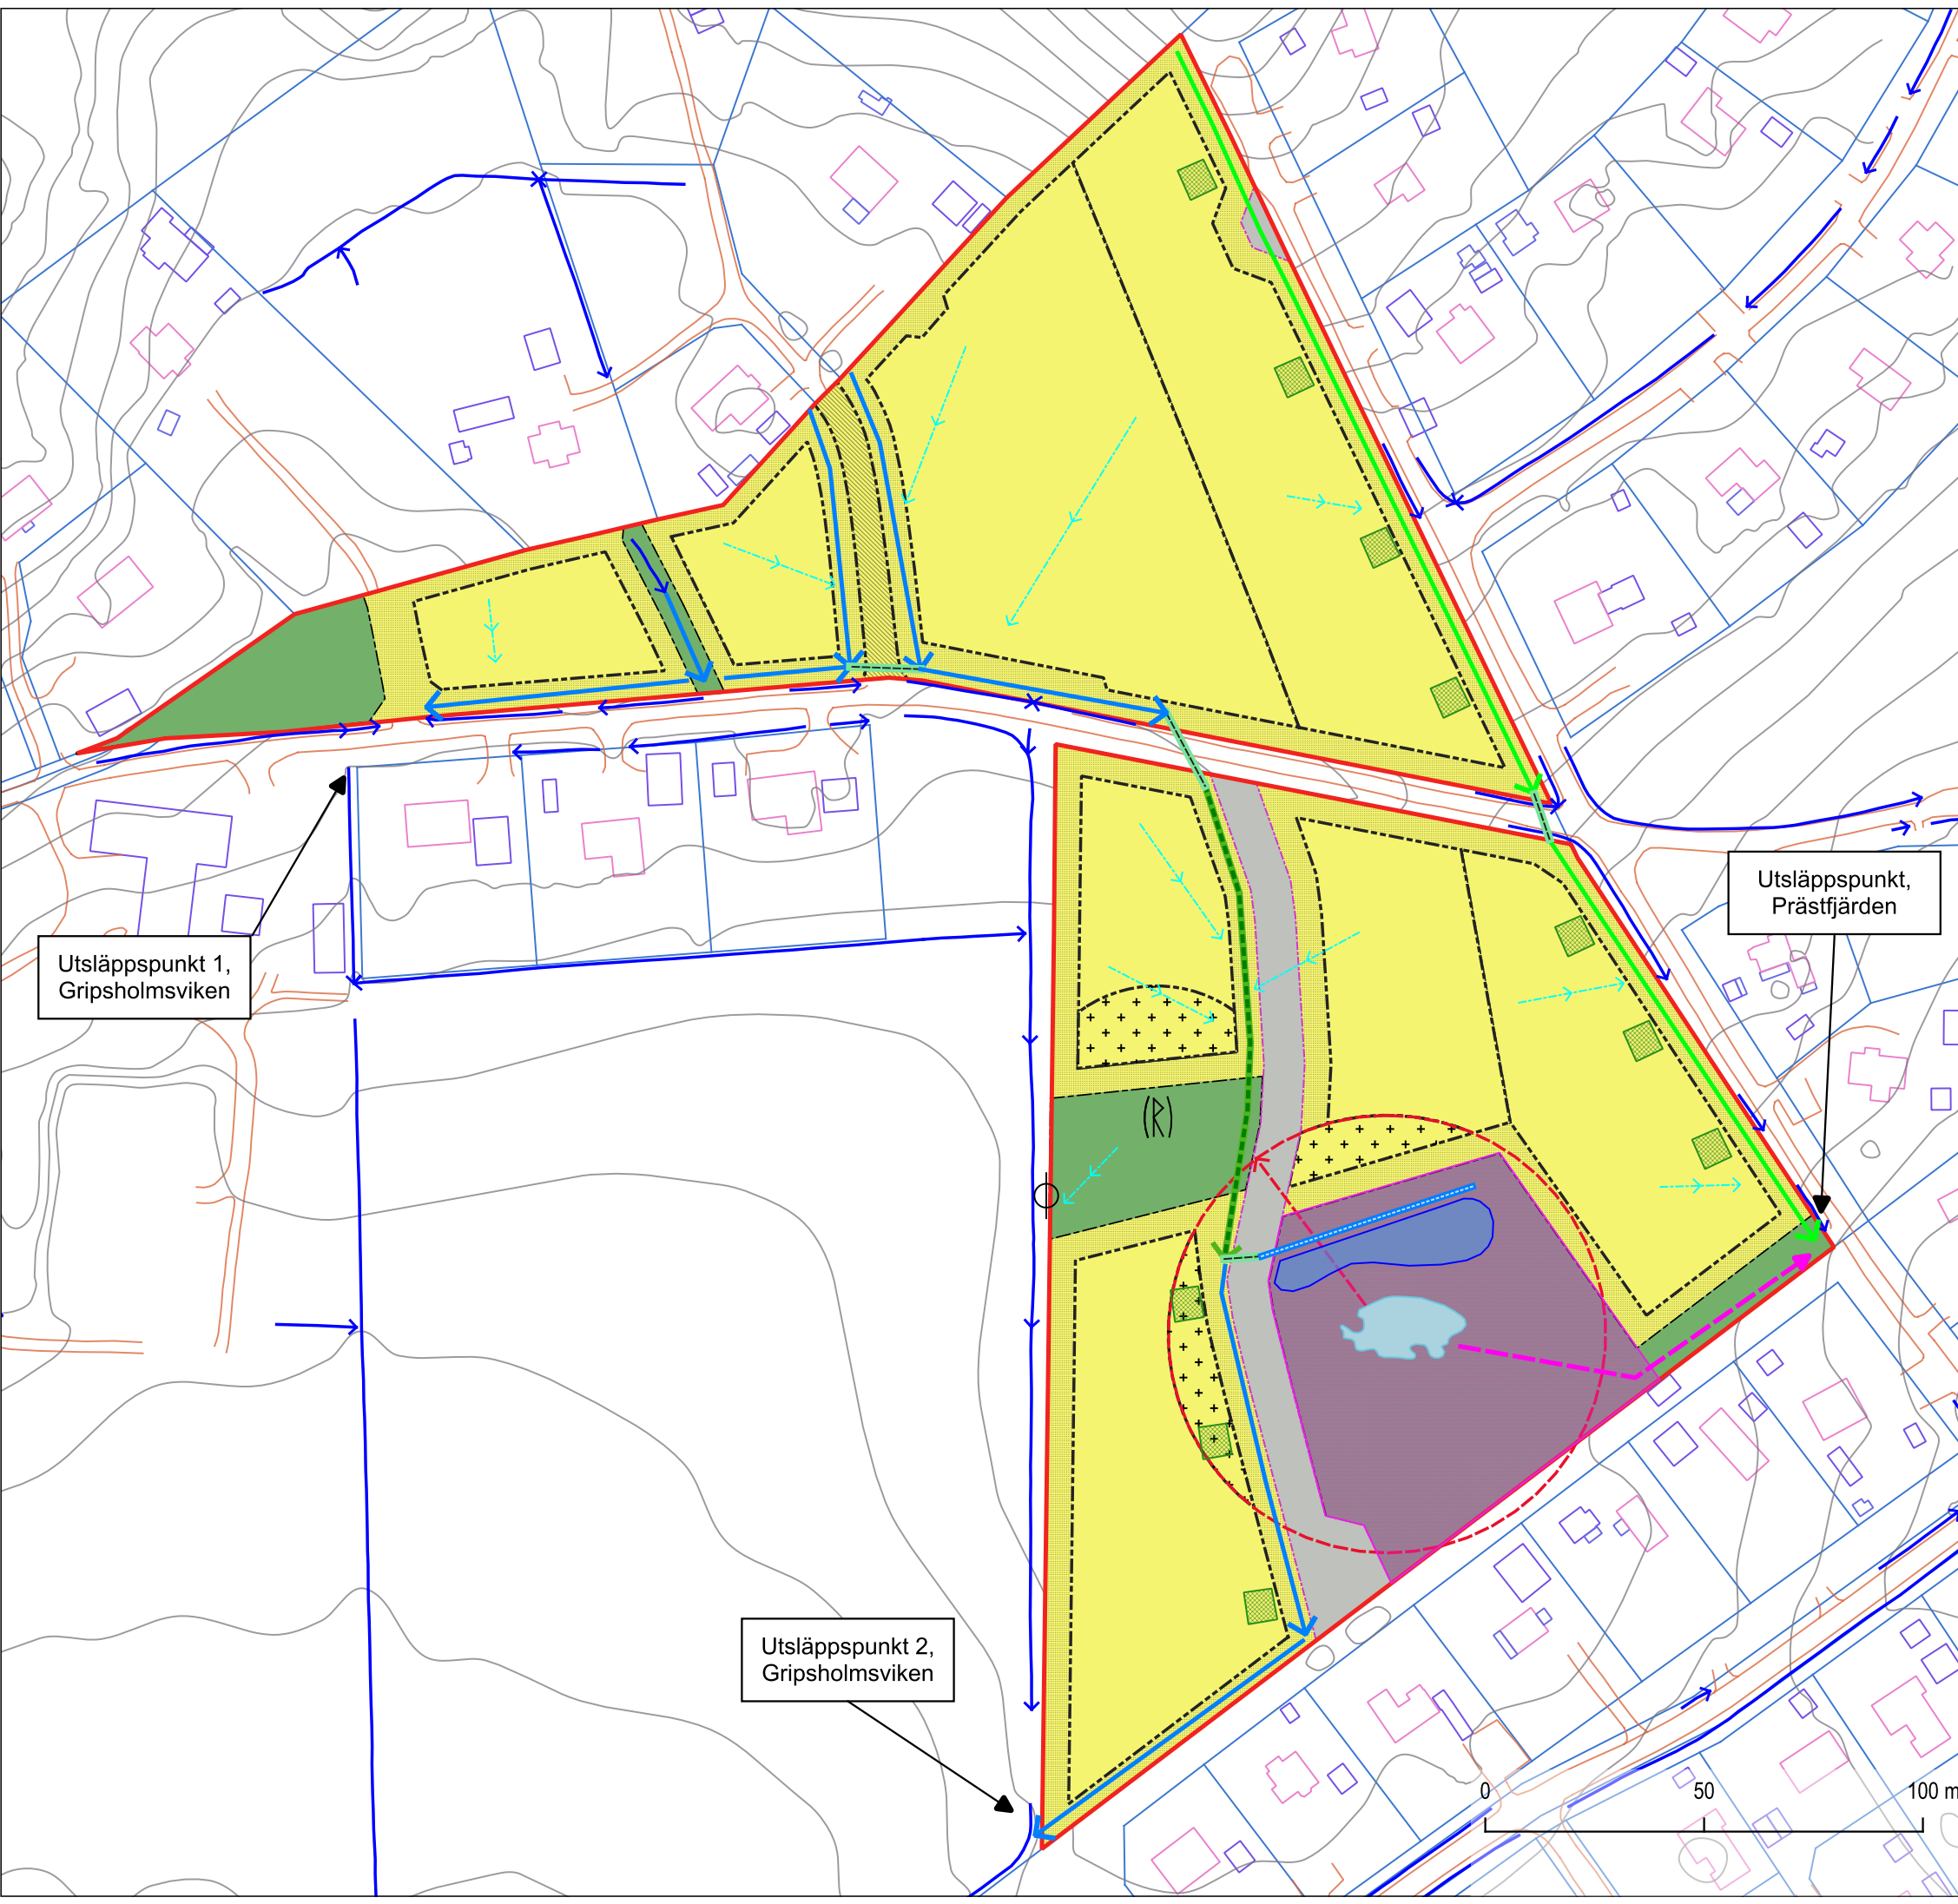 Utsläppspunkt,
Prästfjärden
Utsläppspunkt 1,
Gripsholmsviken
(R)
Utsläppspunkt 2,
Gripsholmsviken
0 50 100 m